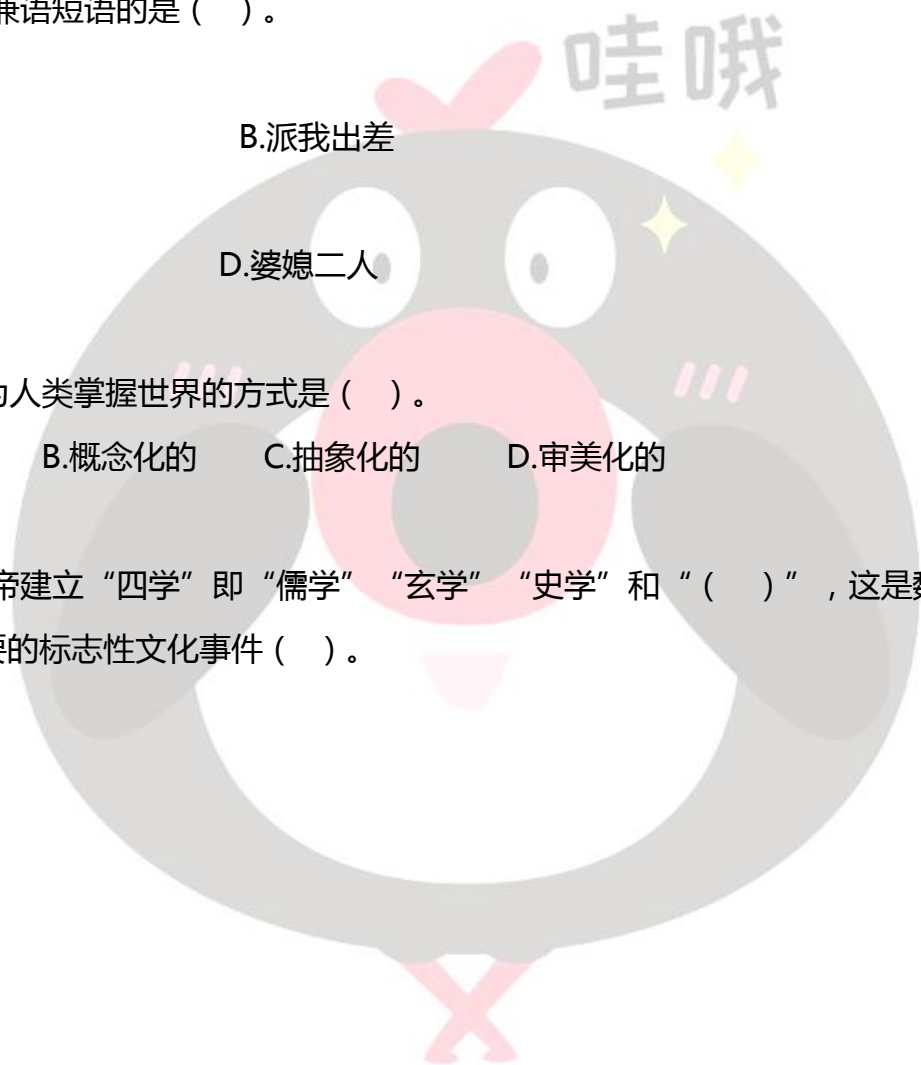 哇哦
兼语短语的是（ ）。
B.派我出差
D.婆媳二人
为人类掌握世界的方式是（ ）。
B.概念化的 C.抽象化的 D.审美化的
帝建立“四学”即“儒学”“玄学”“史学”和“（ ）”，这是
要的标志性文化事件（ ）。